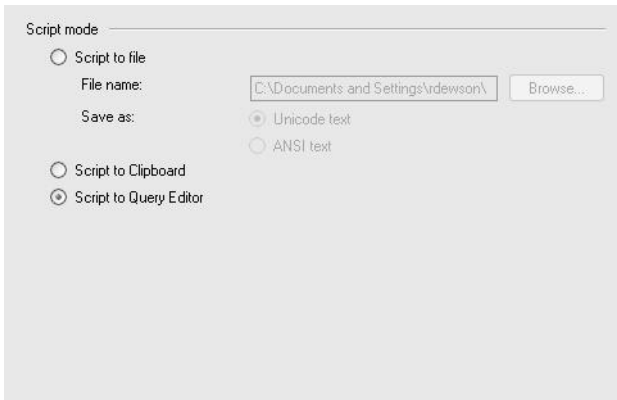 Script mode
Script to file
File name: C:\Documents and Settings\rdewson\ Browse...
Save as: Unicode text
ANSI text
Script to Clipboard
Script to Query Editor